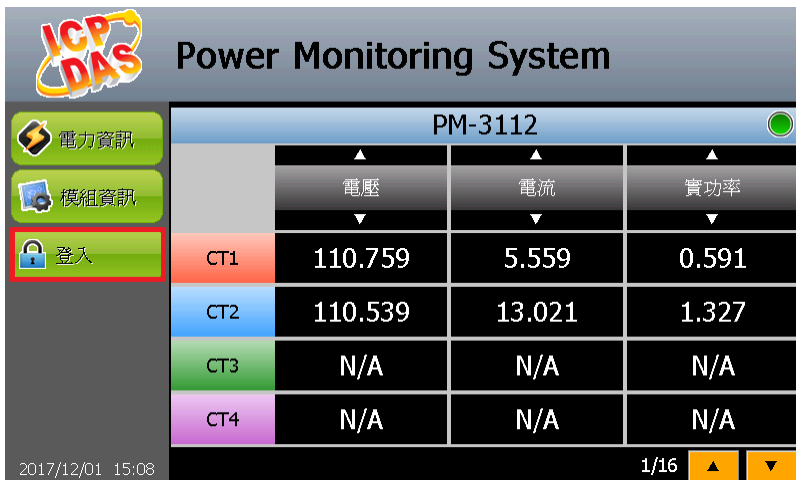 ICP
DAS
Power Monitoring System
電力資訊
模組資訊
登入
PM-3112
電壓 電流 實功率
CT1 110.759 5.559 0.591
CT2 110.539 13.021 1.327
CT3 N/A N/A N/A
CT4 N/A N/A N/A
2017/12/01 15:08
1/16